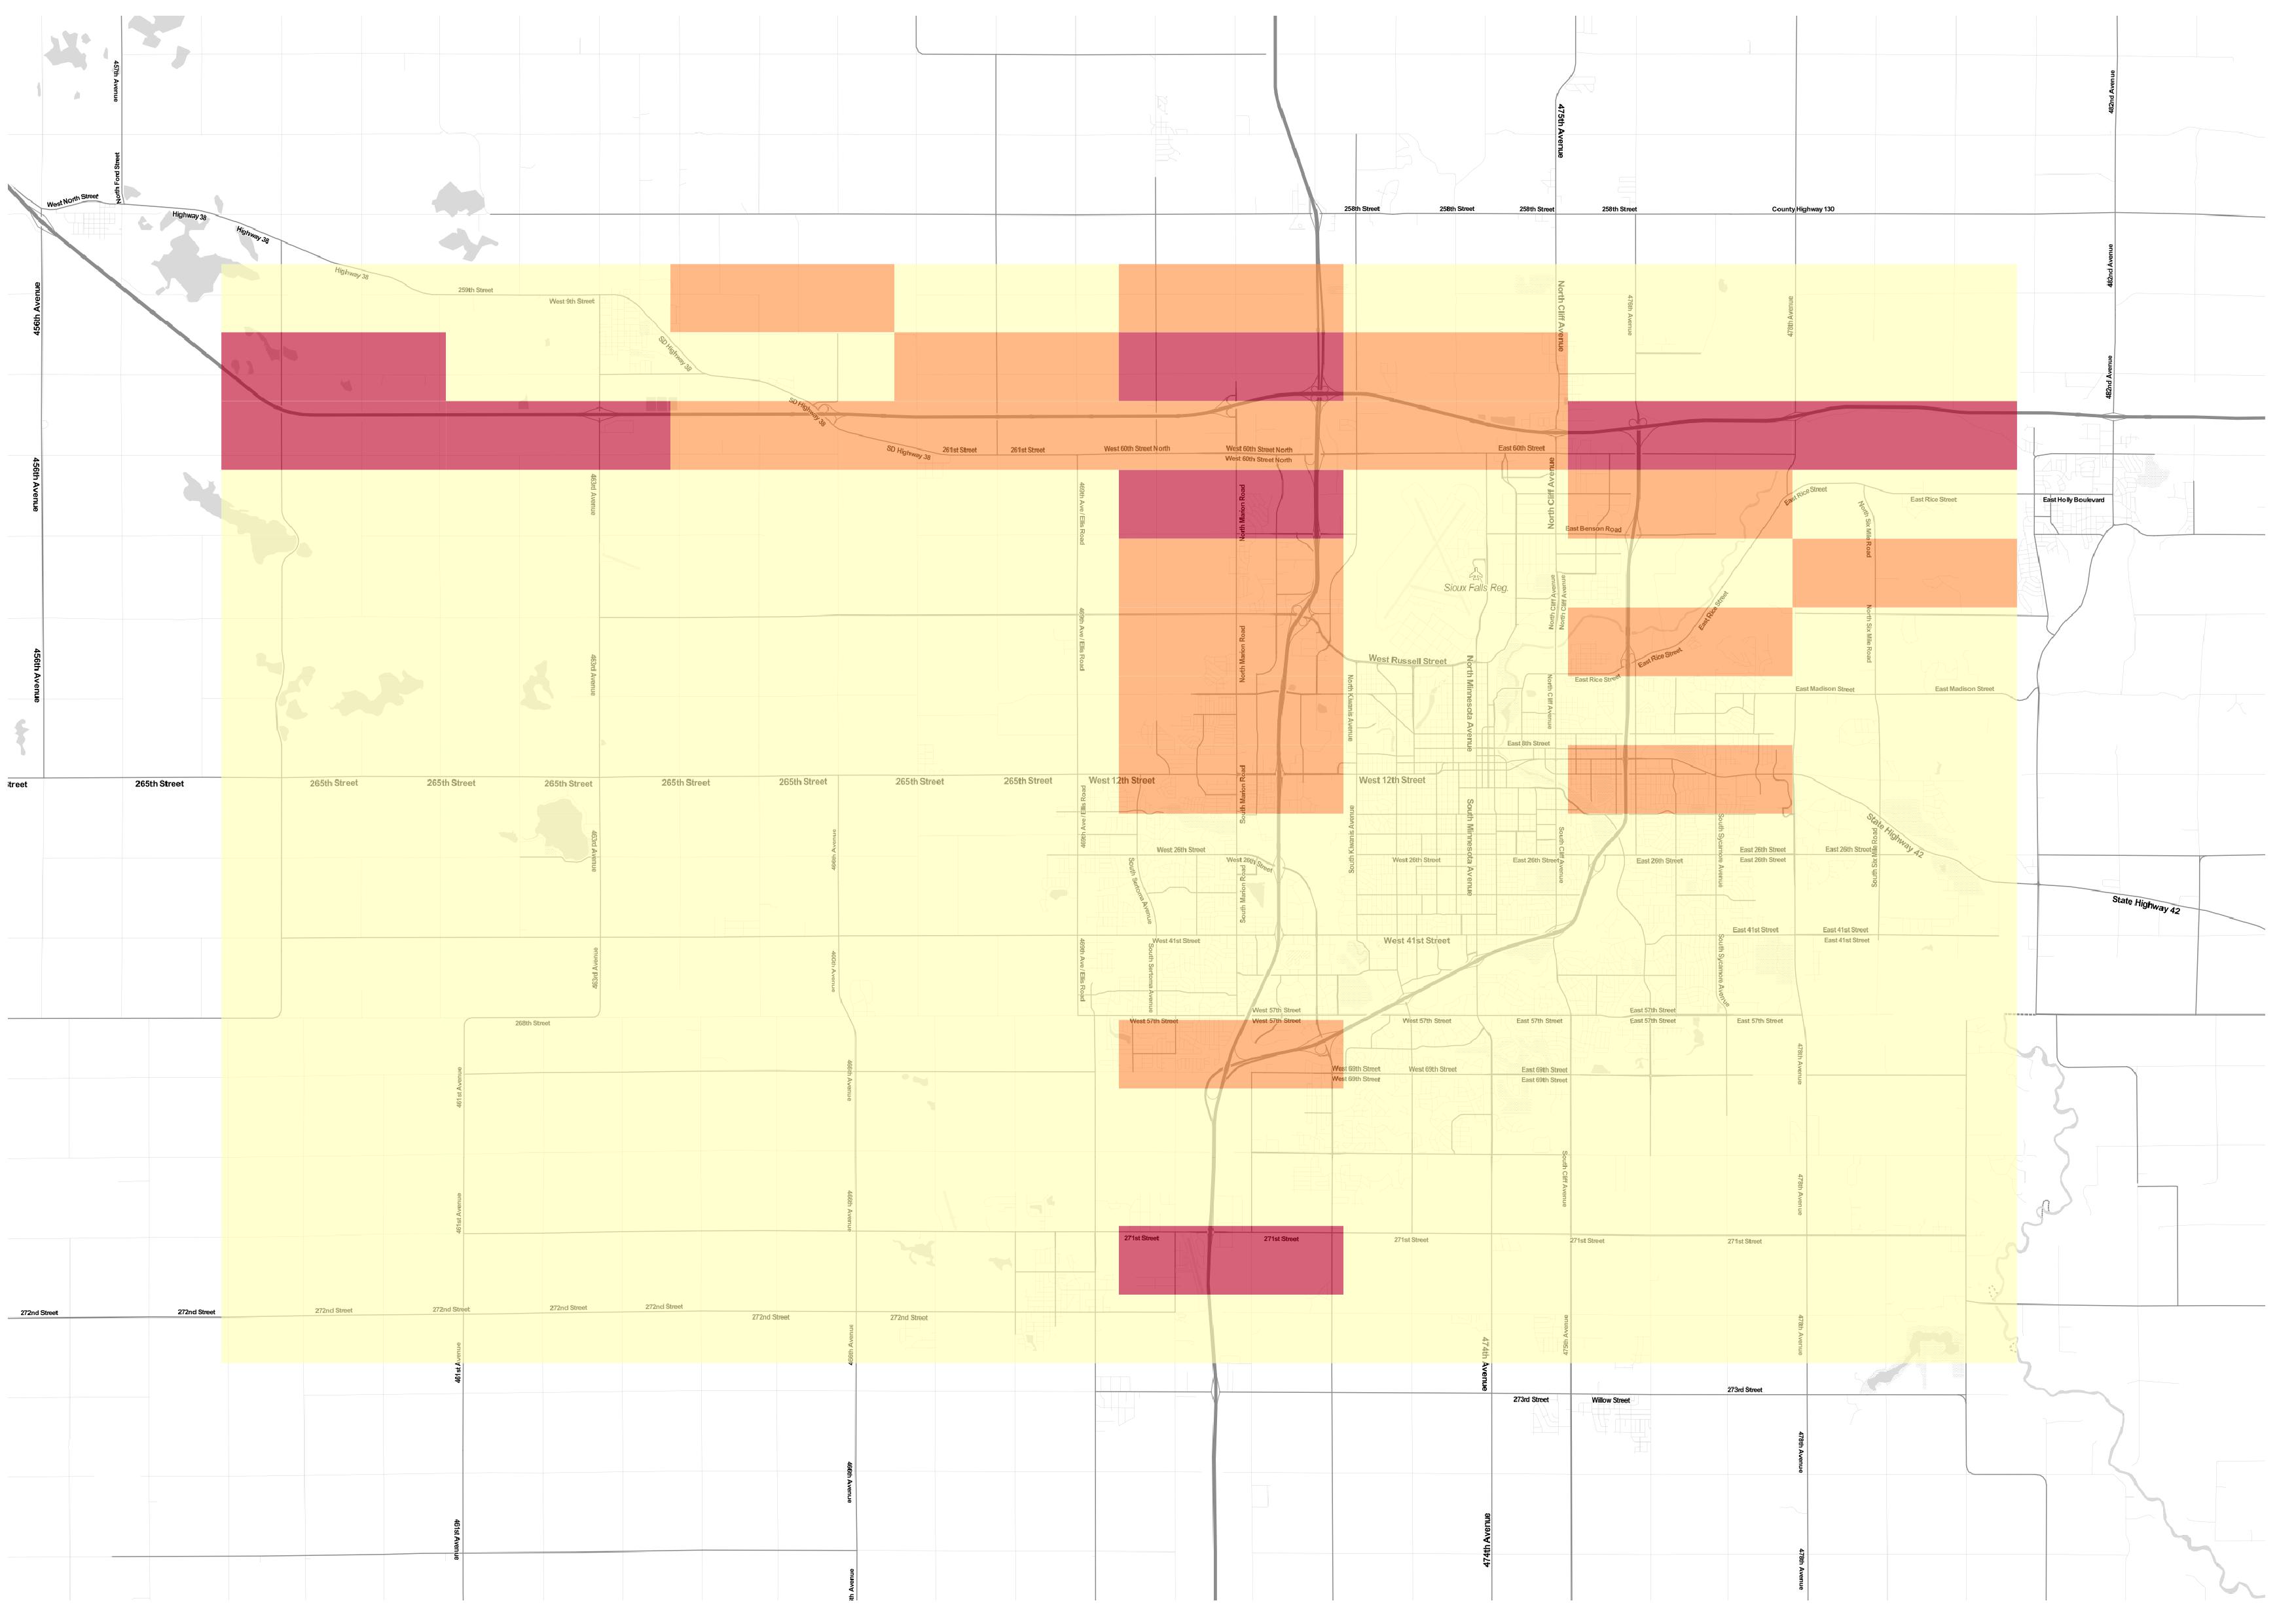 457th Avenue
482nd Avenue
475th Avenue
North Ford Street
West North Street
Highway 38
258th Street
258th Street
258th Street
258th Street
County Highway 130
Highway 38
482nd Avenue
Highway 38
456th Avenue
259th Street
West 9th Street
North Cliff Avenue
476th Avenue
478th Avenue
SD Highway 38
482nd Avenue
SD Highway 38
SD Highway 38
261st Street
261st Street
West 60th Street North
West 60th Street North
West 60th Street North
East 60th Street
456th Avenue
463rd Avenue
469th Ave / Ellis Road
North Marion Road
North Cliff Avenue
East Rice Street
East Rice Street
East Holly Boulevard
East Benson Road
North Six Mile Road
Sioux Falls Reg.
North Cliff Avenue
North Cliff Avenue
East Rice Street
469th Ave / Ellis Road
North Six Mile Road
456th Avenue
463rd Avenue
North Marion Road
West Russell Street
East Rice Street
East Rice Street
North Kiwanis Avenue
North Minnesota Avenue
North Cliff Avenue
East Madison Street
East Madison Street
East 8th Street
Street
265th Street
265th Street
265th Street
265th Street
265th Street
265th Street
265th Street
265th Street
West 12th Street
West 12th Street
South Marion Road
469th Ave / Ellis Road
463rd Avenue
466th Avenue
South Kiwanis Avenue
South Minnesota Avenue
South Cliff Avenue
South Sycamore Avenue
South Six Mile Road
State Highway 42
West 26th Street
West 26th Street
West 26th Street
East 26th Street
East 26th Street
East 26th Street
East 26th Street
East 26th Street
South Sertoma Avenue
South Marion Road
State Highway 42
West 41st Street
West 41st Street
East 41st Street
East 41st Street
East 41st Street
463rd Avenue
466th Avenue
469th Ave / Ellis Road
South Sertoma Avenue
South Sycamore Avenue
268th Street
West 57th Street
West 57th Street
West 57th Street
West 57th Street
East 57th Street
East 57th Street
East 57th Street
East 57th Street
461st Avenue
466th Avenue
West 69th Street
West 69th Street
West 69th Street
East 69th Street
East 69th Street
478th Avenue
South Cliff Avenue
461st Avenue
466th Avenue
478th Avenue
271st Street
271st Street
271st Street
271st Street
271st Street
272nd Street
272nd Street
272nd Street
272nd Street
272nd Street
272nd Street
272nd Street
272nd Street
461st Avenue
466th Avenue
474th Avenue
475th Avenue
478th Avenue
273rd Street
273rd Street
Willow Street
466th Avenue
478th Avenue
461st Avenue
474th Avenue
478th Avenue